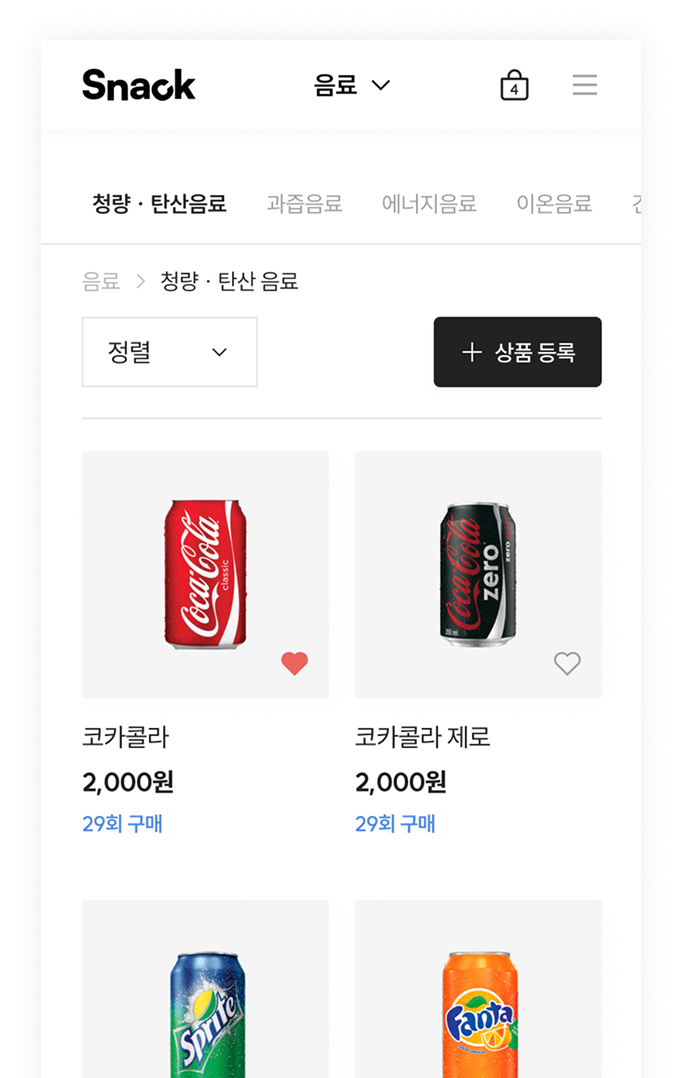 Snack
음료
4
청량 · 탄산음료 과즙음료 에너지음료 이온음료
음료 > 청량 · 탄산 음료
정렬
+ 상품 등록
Coca-Cola
classic
Coca-Cola
zero
zero
코카콜라
2,000원
29회 구매
코카콜라 제로
2,000원
29회 구매
Sprite
Fanta